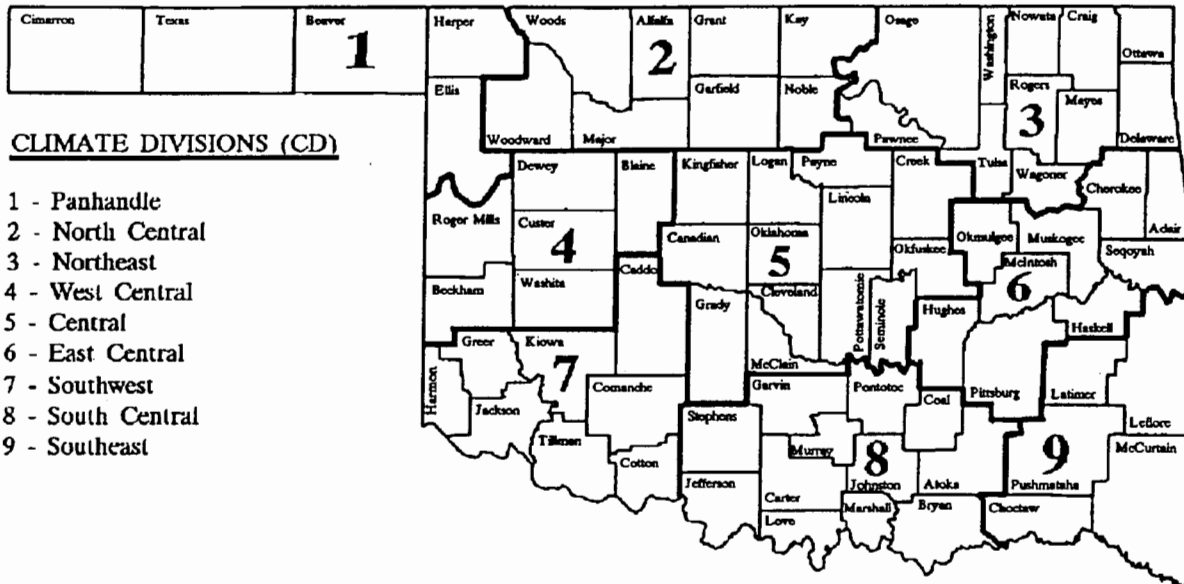 Cimarron Texas Beaver Harper Woods Alfalfa Grant Kay Osage Washington Nowata Craig Ottawa
1 2
Ellis Garfield Noble Rogers Mayes
3
Woodward Major Pawnee Delaware
CLIMATE DIVISIONS (CD)
Dewey Blaine Kingfisher Logan Payne Creek Tulsa Wagoner Cherokee
1 - Panhandle
2 - North Central
3 - Northeast
4 - West Central
5 - Central
6 - East Central
7 - Southwest
8 - South Central
9 - Southeast
Lincoln
Roger Mills Custer Canadian Oklahoma Okfuskee Okmulgee Muskogee Adair
4 5
Beckham Washita Caddo Cleveland McIntosh Seqoyah
6
Grady Pottawatomie Seminole Hughes Haskell
Greer Kiowa McClain
7
Harmon Jackson Comanche Garvin Pontotoc Coal Pittsburg Latimer
Stephens Leflore
Tillman Cotton Murray McCurtain
8 9
Jefferson Carter Johnston Atoka Pushmataha
Love Marshall Bryan Choctaw